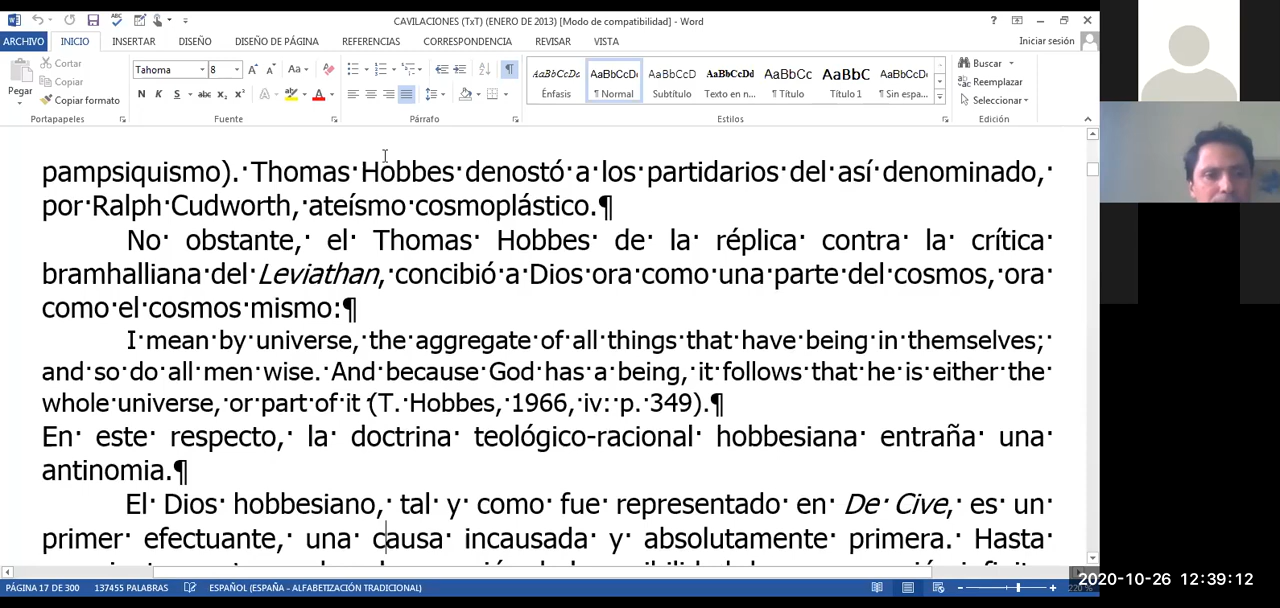 CAVILACIONES (TxT) (ENERO DE 2013) [Modo de compatibilidad] - Word
ARCHIVO INICIO INSERTAR DISEÑO DISEÑO DE PÁGINA REFERENCIAS CORRESPONDENCIA REVISAR VISTA Iniciar sesión
Pegar
Cortar
Copiar
Copiar formato
Portapapeles
Tahoma 8
Fuente
Párrafo
AaBbCcDc AaBbCcDc AaBbCcD AaBbCcDd AaBbCc AaBbC AaBbCcDc
Énfasis ¶ Normal Subtítulo Texto en n... ¶ Título Título 1 ¶ Sin espa...
Estilos
Buscar
Reemplazar
Seleccionar
Edición
pampsiquismo). Thomas Hobbes denostó a los partidarios del así denominado,
por Ralph Cudworth, ateísmo cosmoplástico.¶
No obstante, el Thomas Hobbes de la réplica contra la crítica
bramhalliana del Leviathan, concibió a Dios ora como una parte del cosmos, ora
como el cosmos mismo:¶
I mean by universe, the aggregate of all things that have being in themselves;
and so do all men wise. And because God has a being, it follows that he is either the
whole universe, or part of it (T. Hobbes, 1966, iv: p. 349).¶
En este respecto, la doctrina teológico-racional hobbesiana entraña una
antinomia.¶
El Dios hobbesiano, tal y como fue representado en De Cive, es un
primer efectuante, una causa incausada y absolutamente primera. Hasta
PÁGINA 17 DE 300 137455 PALABRAS ESPAÑOL (ESPAÑA - ALFABETIZACIÓN TRADICIONAL) 220 %
2020-10-26 12:39:12